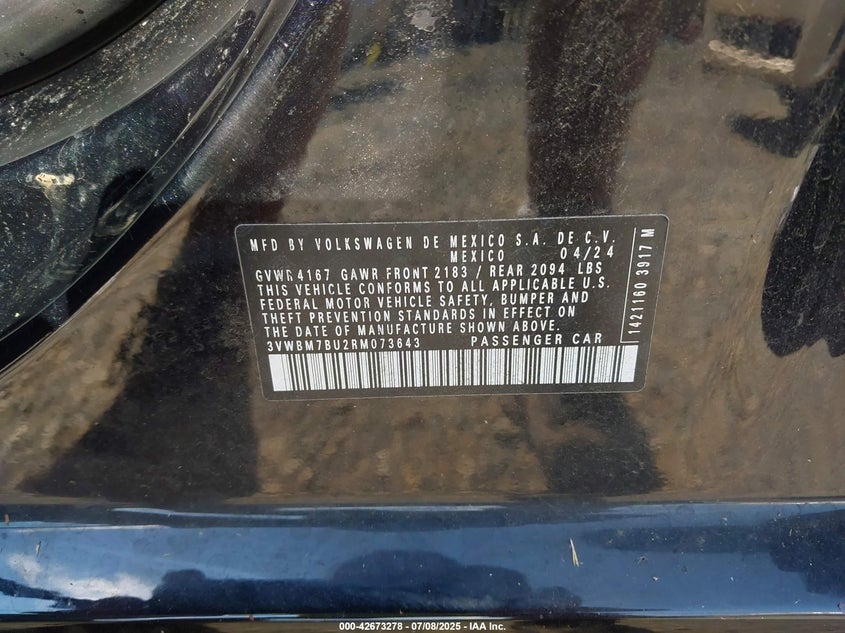 MFD BY VOLKSWAGEN DE MEXICO S.A. DE C.V.
MEXICO 04/24
GVWR 4167 GAWR FRONT 2183 / REAR 2094 LBS
THIS VEHICLE CONFORMS TO ALL APPLICABLE U.S.
FEDERAL MOTOR VEHICLE SAFETY, BUMPER AND
THEFT PREVENTION STANDARDS IN EFFECT ON
THE DATE OF MANUFACTURE SHOWN ABOVE.
3VWBM7BU2RM073643 PASSENGER CAR
1421160 3917 M
000-42673278 - 07/08/2025 - IAA Inc.